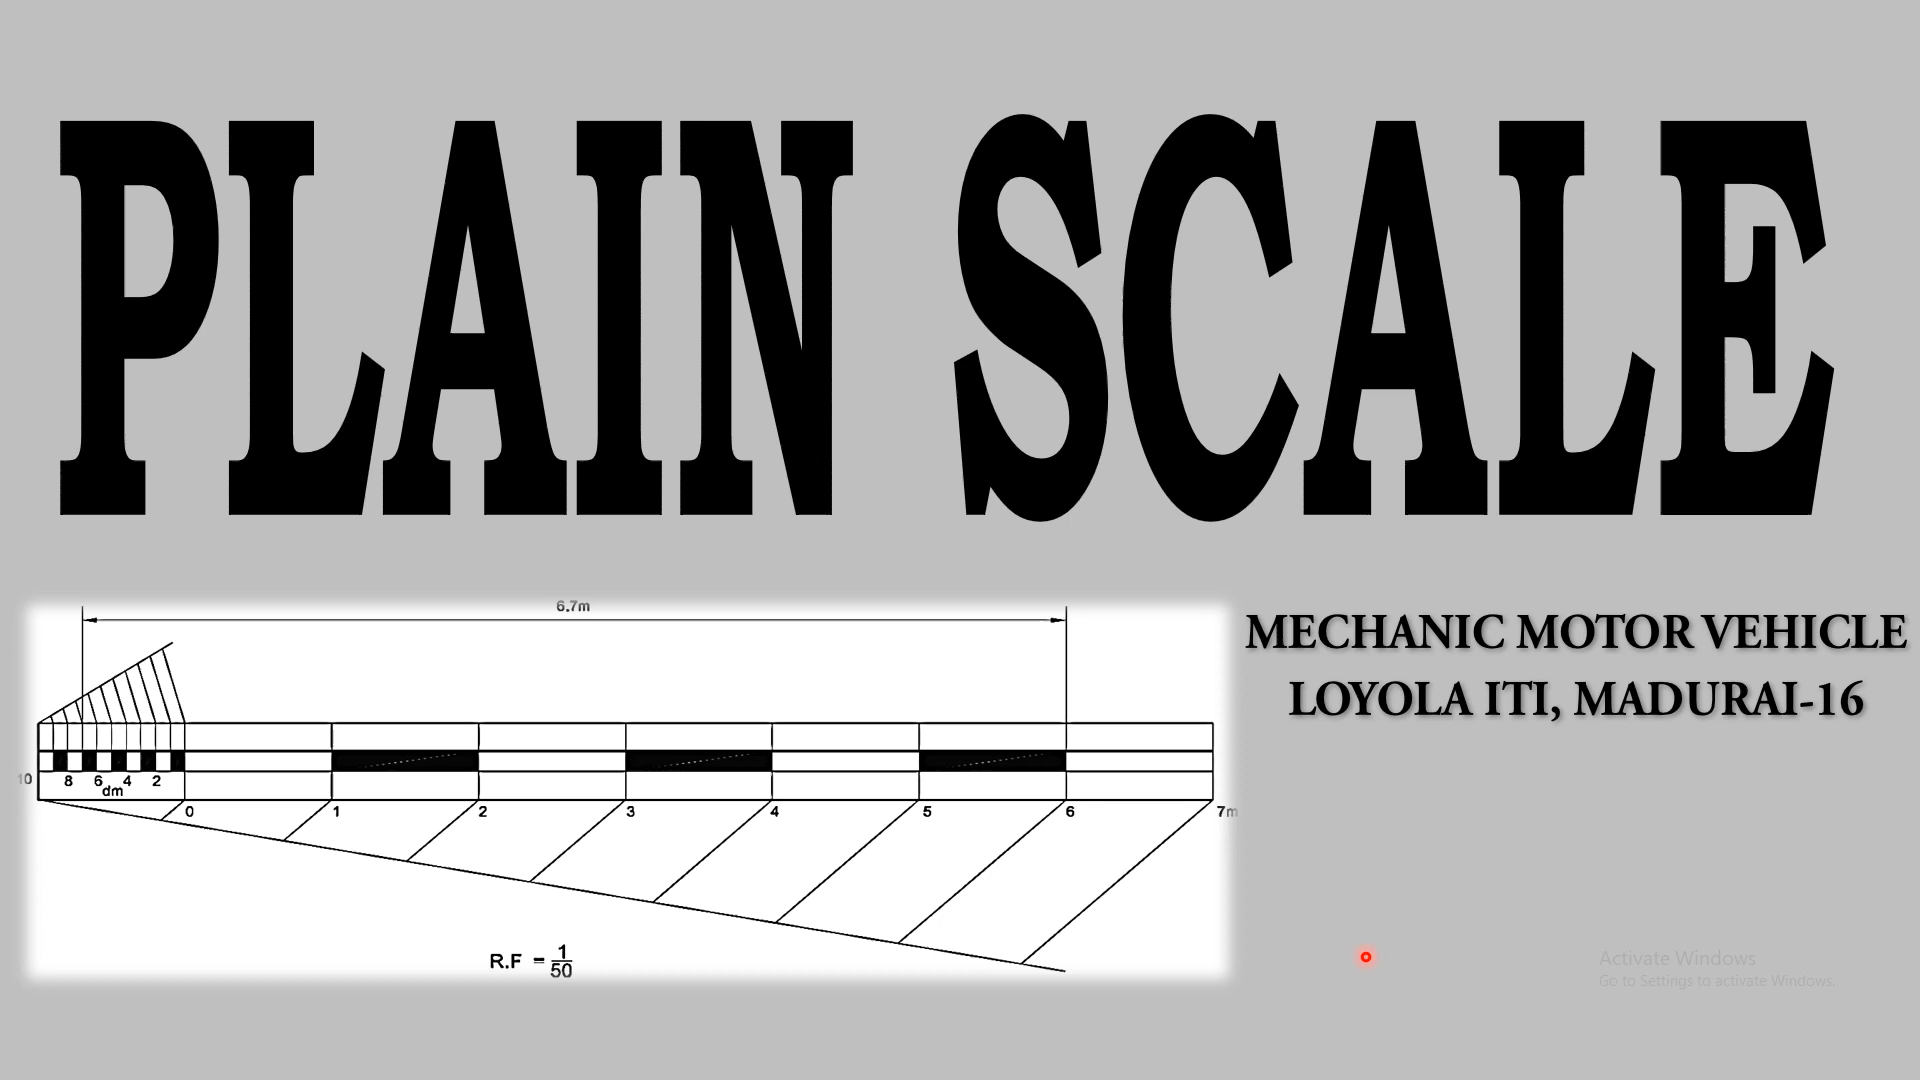 PLAIN SCALE
6.7m
MECHANIC MOTOR VEHICLE
LOYOLA ITI, MADURAI-16
10 8 6 4 2
dm
0 1 2 3 4 5 6 7m
R.F = 1/50
Activate Windows
Go to Settings to activate Windows.